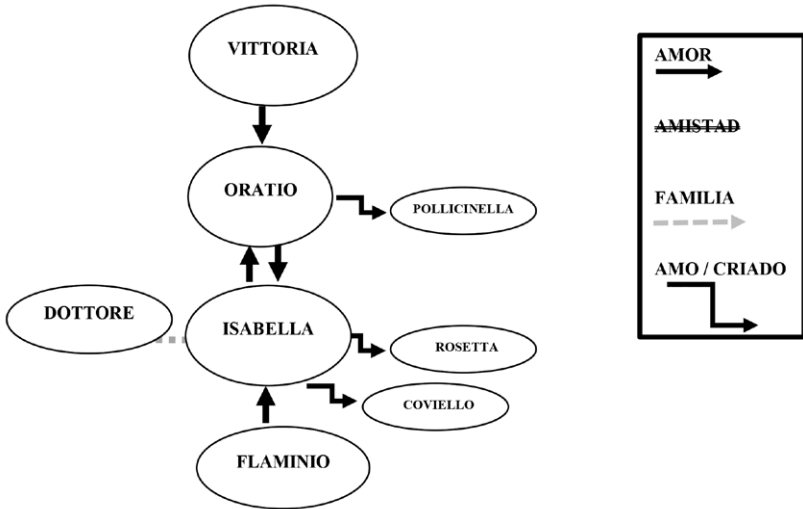 VITTORIA
ORATIO
POLLICINELLA
DOTTORE
ISABELLA
ROSETTA
COVIELLO
FLAMINIO
AMOR
AMISTAD
FAMILIA
AMO / CRIADO